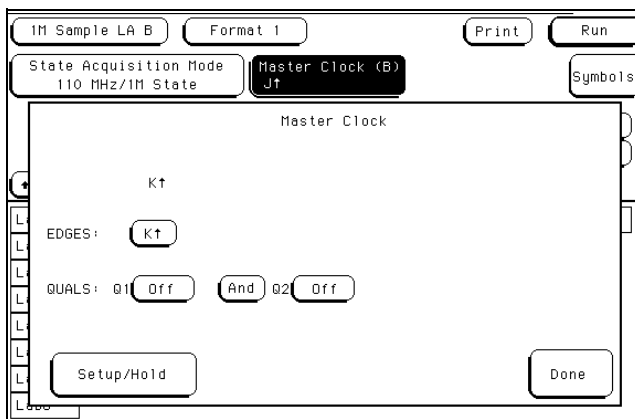 1M Sample LA B Format 1 Print Run
State Acquisition Mode
110 MHz/1M State
Master Clock (B)
J↑
Symbols
Master Clock
K↑
EDGES: K↑
QUALS: Q1 Off And Q2 Off
Setup/Hold Done